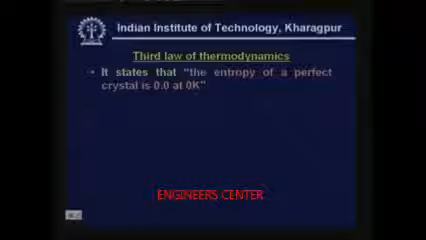 Indian Institute of Technology, Kharagpur
Third law of thermodynamics
• It states that "the entropy of a perfect
crystal is 0.0 at 0K"
ENGINEERS CENTER